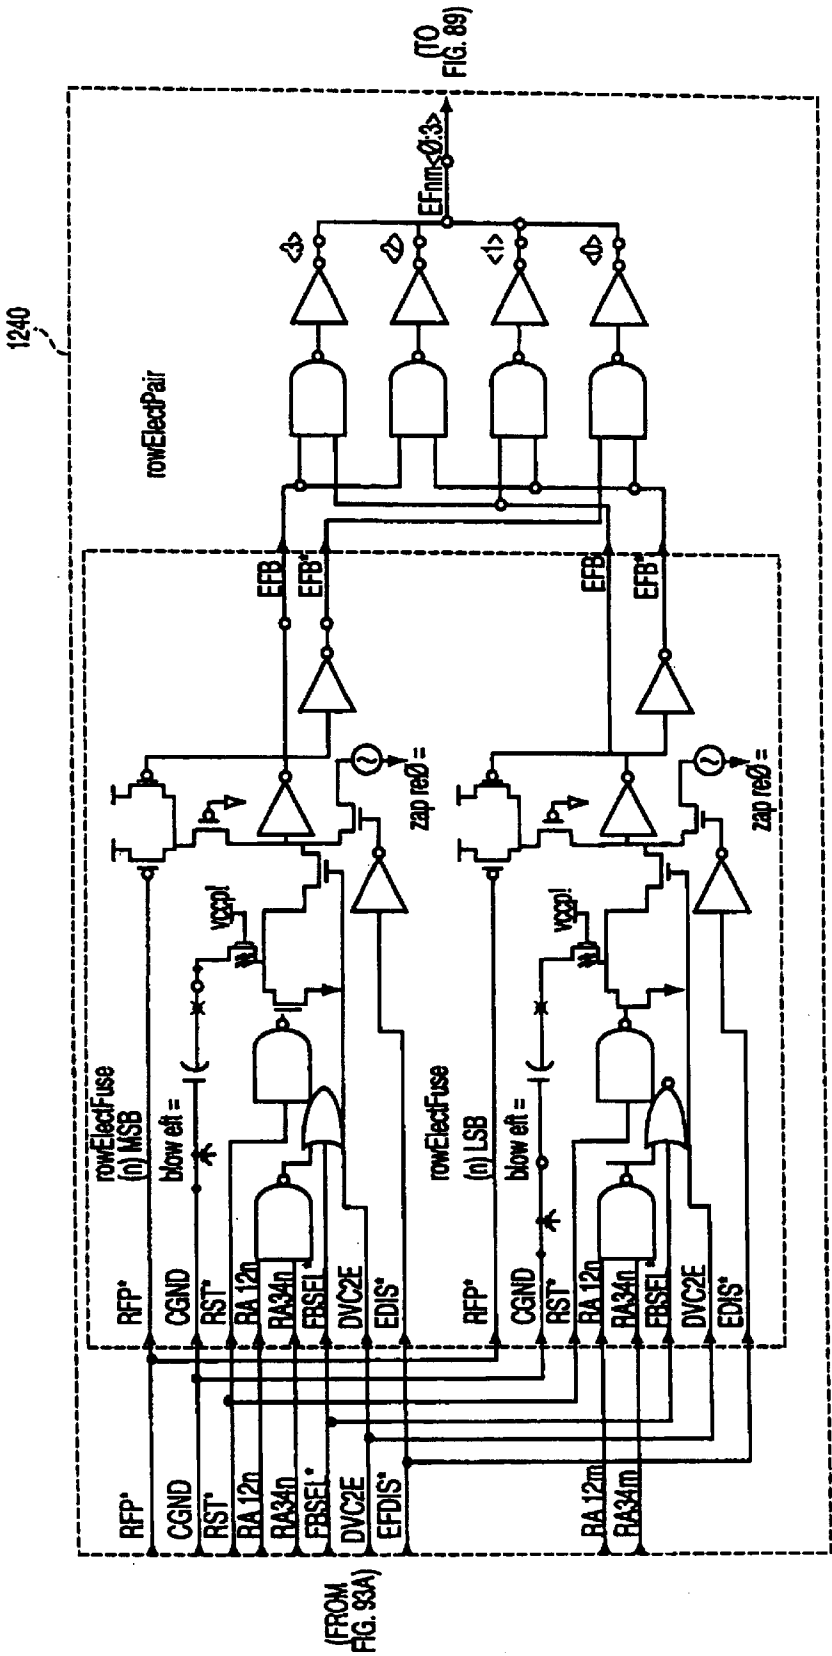 1240
rowElectPair
(FROM
FIG. 93A)
RFP*
CGND
RST*
RA 12n
RA34n
FBSEL*
DVC2E
EFDIS*
RA 12m
RA34m
RFP*
CGND
RST*
RA 12n
RA34n
FBSEL*
DVC2E
EDIS*
rowElectFuse
(n) MSB
blow eft =
vccp!
zap reØ =
EFB
EFB*
RFP*
CGND
RST*
RA 12n
RA34n
FBSEL*
DVC2E
EDIS*
rowElectFuse
(n) LSB
blow eft =
vccp!
zap reØ =
EFB
EFB*
<3>
<2>
<1>
<0>
EFnm<Ø:3>
(TO
FIG. 89)